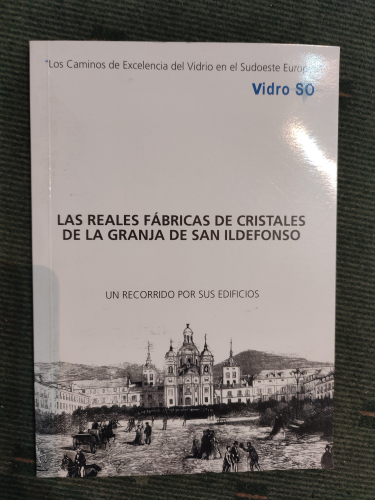 "Los Caminos de Excelencia del Vidrio en el Sudoeste
Vidro SO
LAS REALES FÁBRICAS DE CRISTALES
DE LA GRANJA DE SAN ILDEFONSO
UN RECORRIDO POR SUS EDIFICIOS